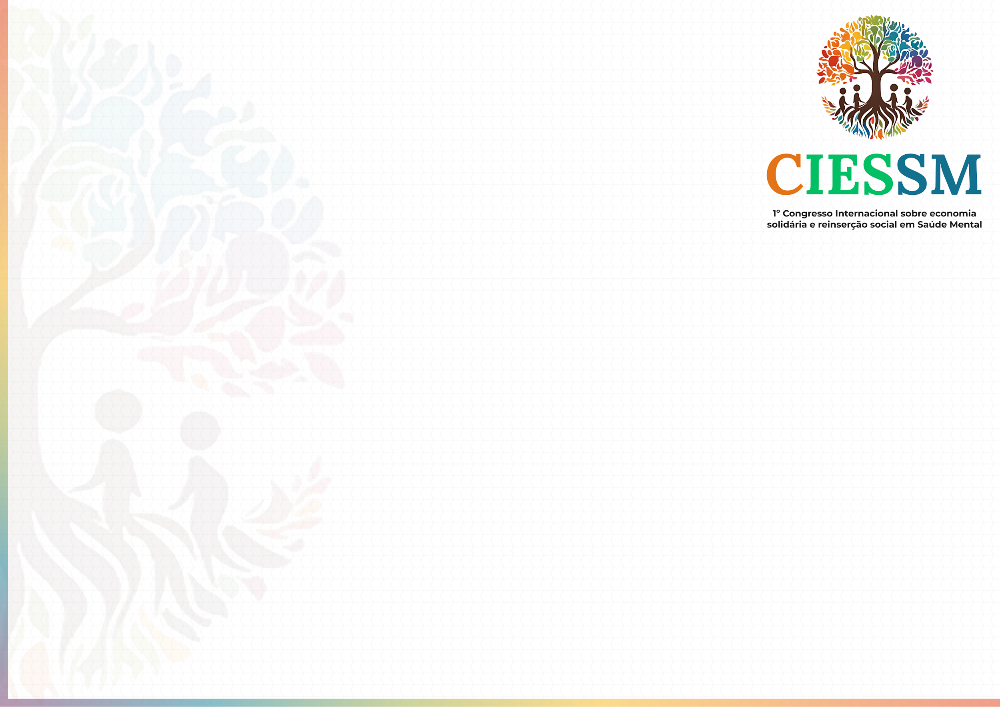 CIESSM
1º Congresso Internacional sobre economia
solidária e reinserção social em Saúde Mental